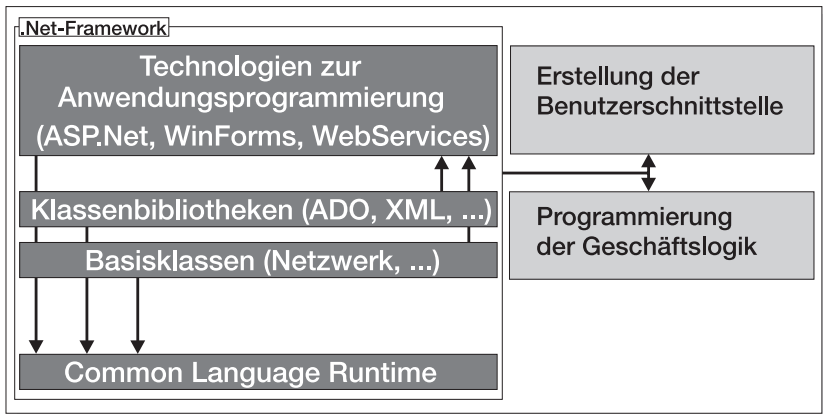 .Net-Framework
Technologien zur
Anwendungsprogrammierung
(ASP.Net, WinForms, WebServices)
Klassenbibliotheken (ADO, XML, ...)
Basisklassen (Netzwerk, ...)
Common Language Runtime
Erstellung der
Benutzerschnittstelle
Programmierung
der Geschäftslogik